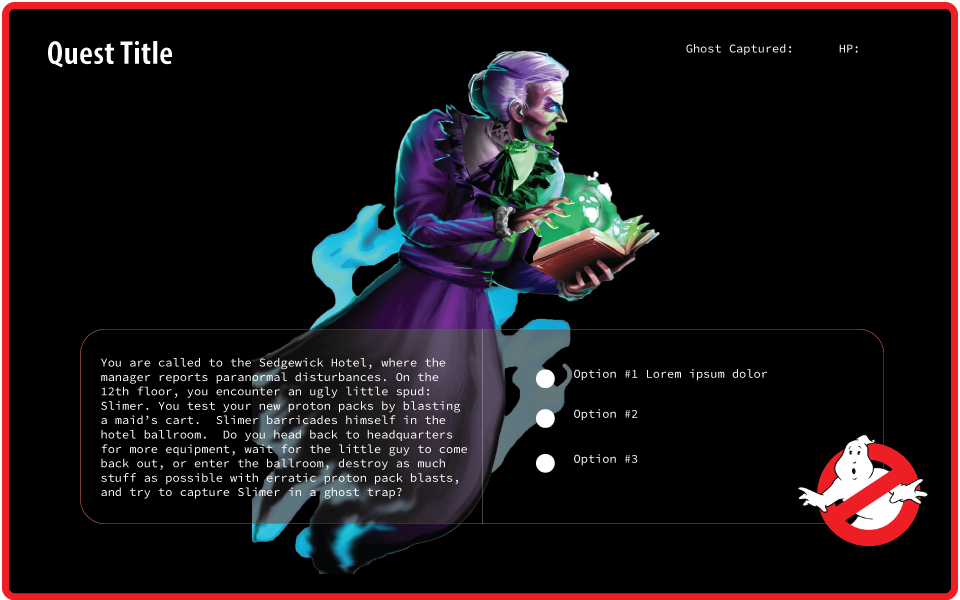 Quest Title
Ghost Captured: HP:
You are called to the Sedgewick Hotel, where the
manager reports paranormal disturbances. On the
12th floor, you encounter an ugly little spud:
Slimer. You test your new proton packs by blasting
a maid’s cart.  Slimer barricades himself in the
hotel ballroom.  Do you head back to headquarters
for more equipment, wait for the little guy to come
back out, or enter the ballroom, destroy as much
stuff as possible with erratic proton pack blasts,
and try to capture Slimer in a ghost trap?
Option #1 Lorem ipsum dolor
Option #2
Option #3